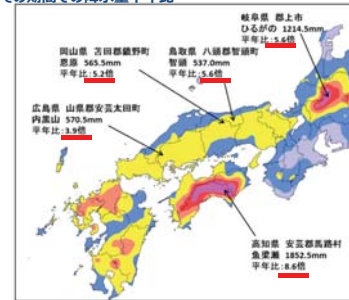 岐阜県 郡上市
ひるがの 1214.5mm
平年比:5.6倍
岡山県 苫田郡鏡野町
恩原 565.5mm
平年比:5.2倍
鳥取県 八頭郡智頭町
智頭 537.0mm
平年比:5.6倍
広島県 山県郡安芸太田町
内黒山 570.5mm
平年比:3.9倍
高知県 安芸郡馬路村
魚梁瀬 1852.5mm
平年比:8.6倍